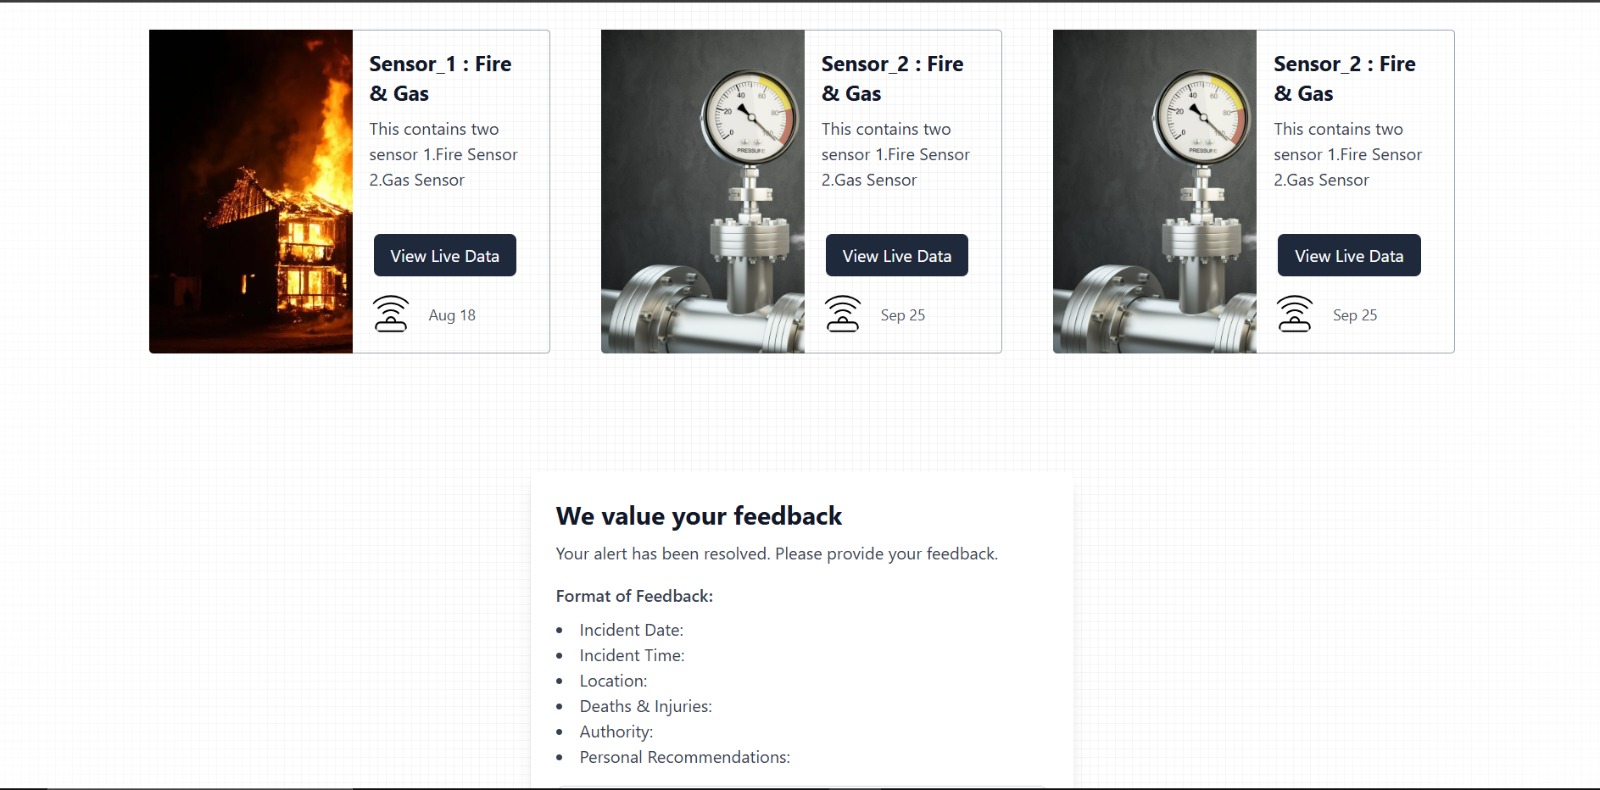 Sensor_1 : Fire
& Gas
This contains two
sensor 1.Fire Sensor
2.Gas Sensor
View Live Data
Aug 18
0
20
40
60
80
100
PRESSURE
Sensor_2 : Fire
& Gas
This contains two
sensor 1.Fire Sensor
2.Gas Sensor
View Live Data
Sep 25
0
20
40
60
80
100
PRESSURE
Sensor_2 : Fire
& Gas
This contains two
sensor 1.Fire Sensor
2.Gas Sensor
View Live Data
Sep 25
We value your feedback
Your alert has been resolved. Please provide your feedback.
Format of Feedback:
• Incident Date:
• Incident Time:
• Location:
• Deaths & Injuries:
• Authority:
• Personal Recommendations: